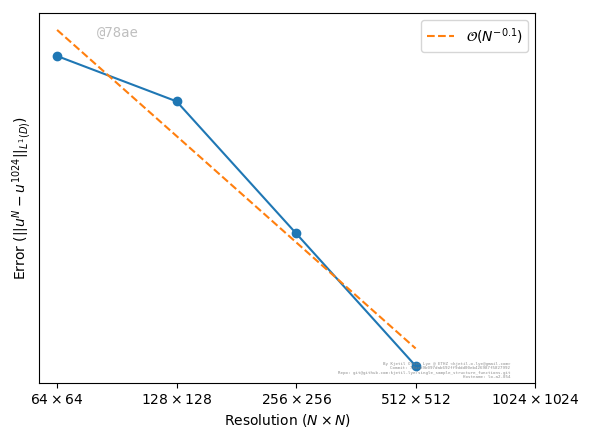 @78ae
𝒪(N^{-0.1})
Error (||u^N − u^{1024}||_{L^1(D)})
64 × 64
128 × 128
256 × 256
512 × 512
1024 × 1024
Resolution (N × N)